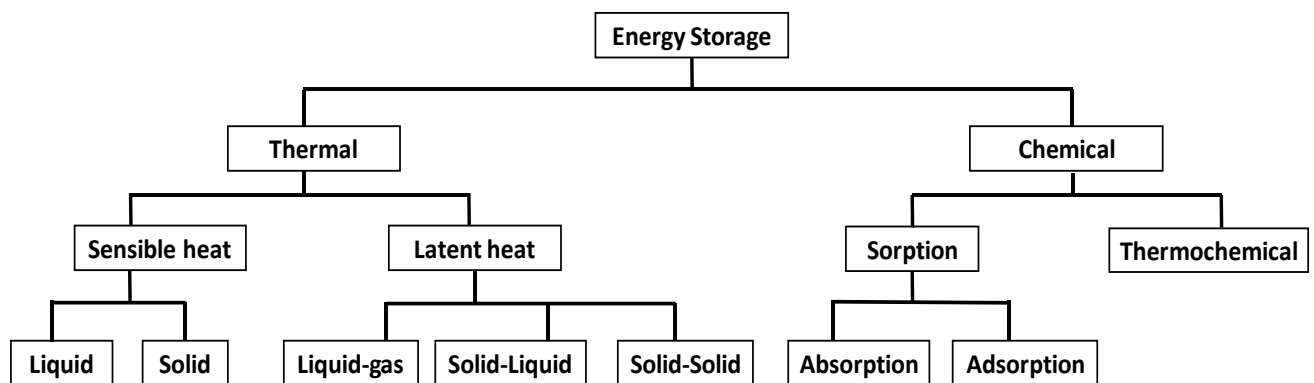 Energy Storage
Thermal
Chemical
Sensible heat
Latent heat
Sorption
Thermochemical
Liquid
Solid
Liquid-gas
Solid-Liquid
Solid-Solid
Absorption
Adsorption